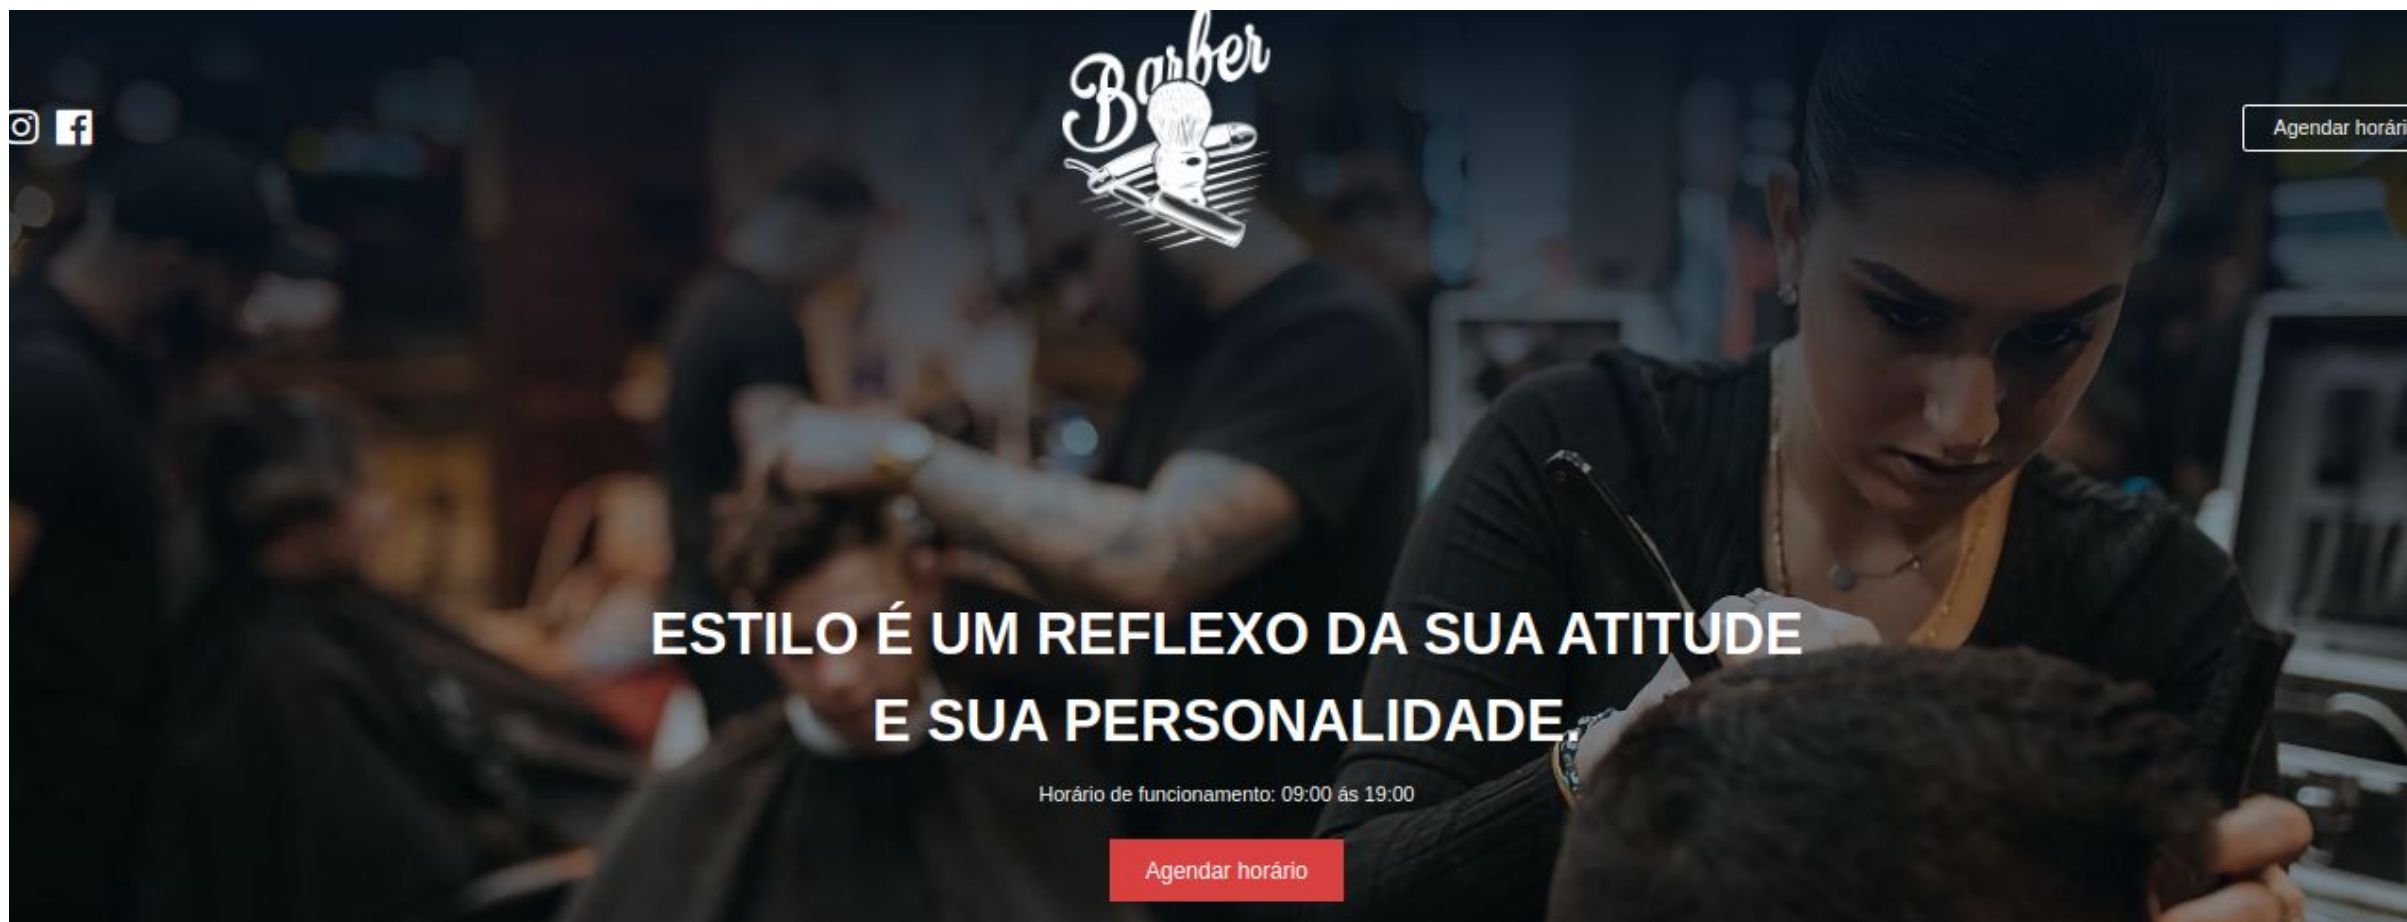 Barber
Agendar horári
ESTILO É UM REFLEXO DA SUA ATITUDE
E SUA PERSONALIDADE.
Horário de funcionamento: 09:00 ás 19:00
Agendar horário